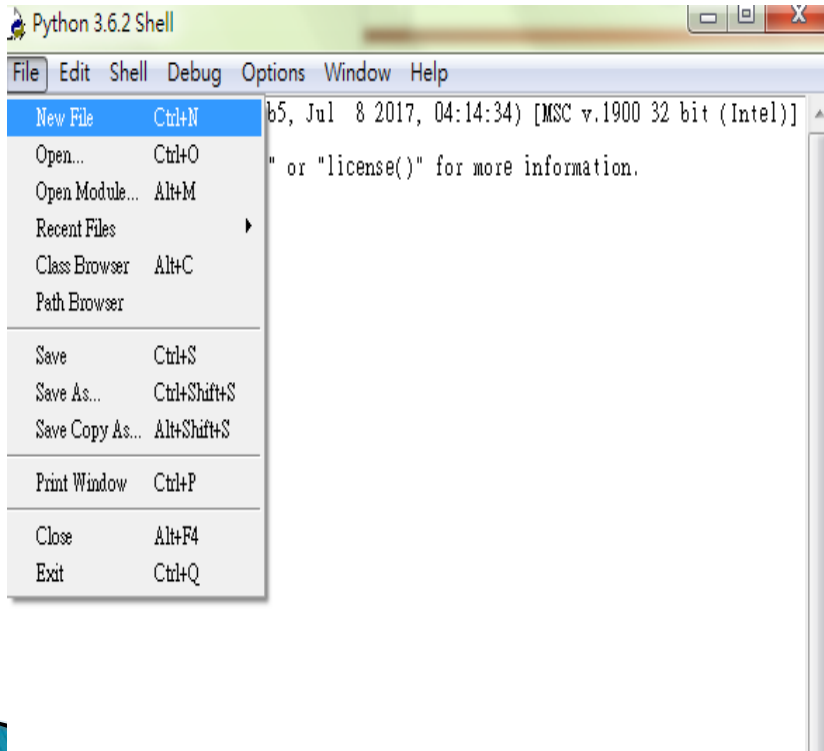 Python 3.6.2 Shell
File Edit Shell Debug Options Window Help
New File Ctrl+N
b5, Jul 8 2017, 04:14:34) [MSC v.1900 32 bit (Intel)]
Open... Ctrl+O
" or "license()" for more information.
Open Module... Alt+M
Recent Files
Class Browser Alt+C
Path Browser
Save Ctrl+S
Save As... Ctrl+Shift+S
Save Copy As... Alt+Shift+S
Print Window Ctrl+P
Close Alt+F4
Exit Ctrl+Q